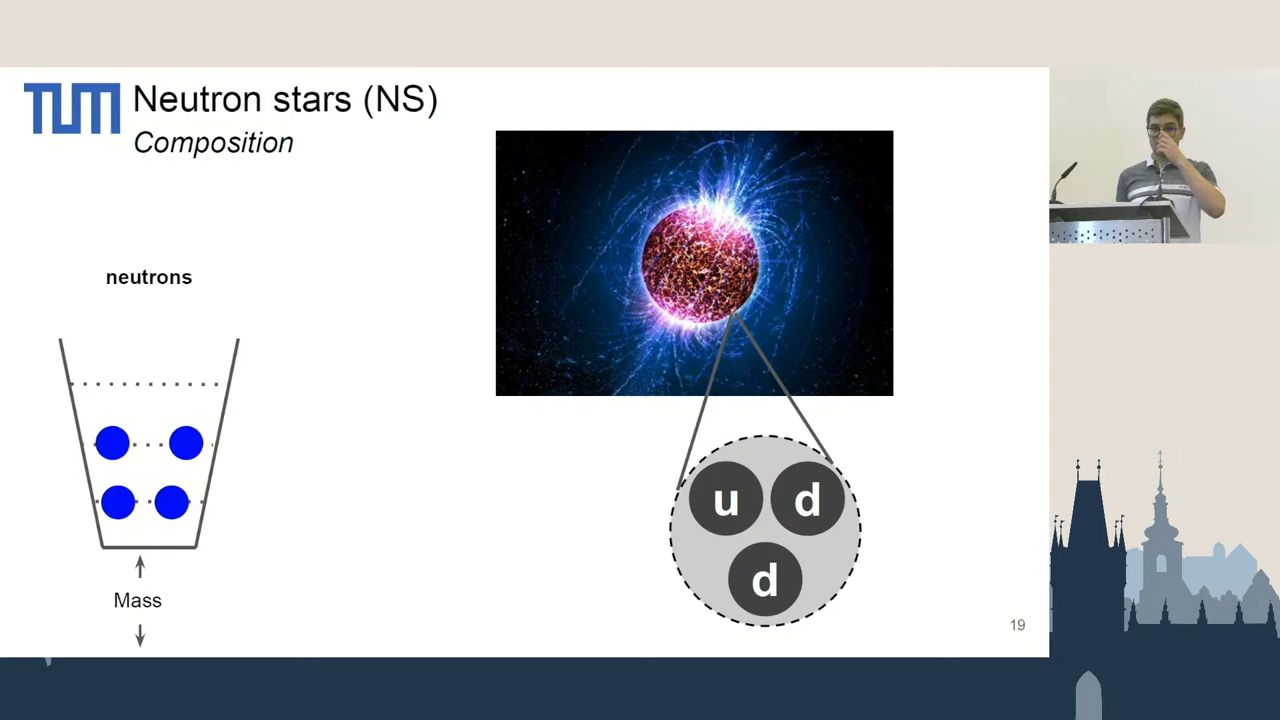 TUM
Neutron stars (NS)
Composition
neutrons
Mass
u d
d
19